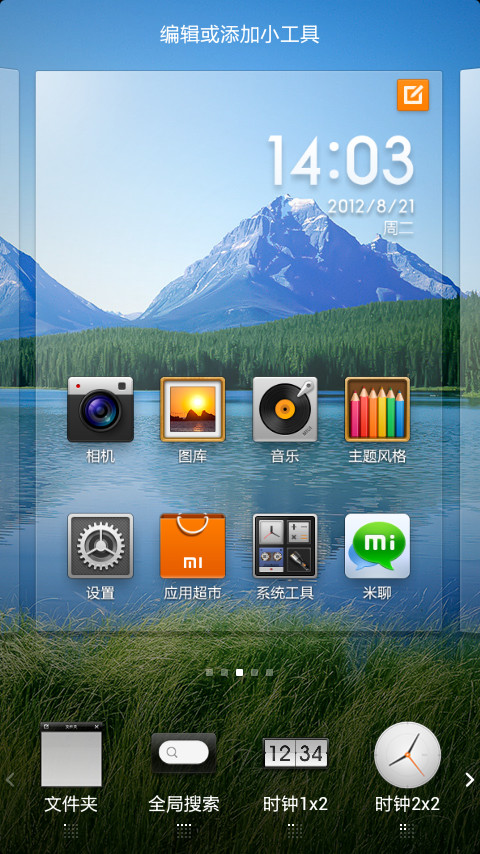 编辑或添加小工具
14:03
2012/8/21
周二
相机
图库
音乐
主题风格
mi
mi
设置
应用超市
系统工具
米聊
文件夹
12 34
文件夹
全局搜索
时钟1x2
时钟2x2